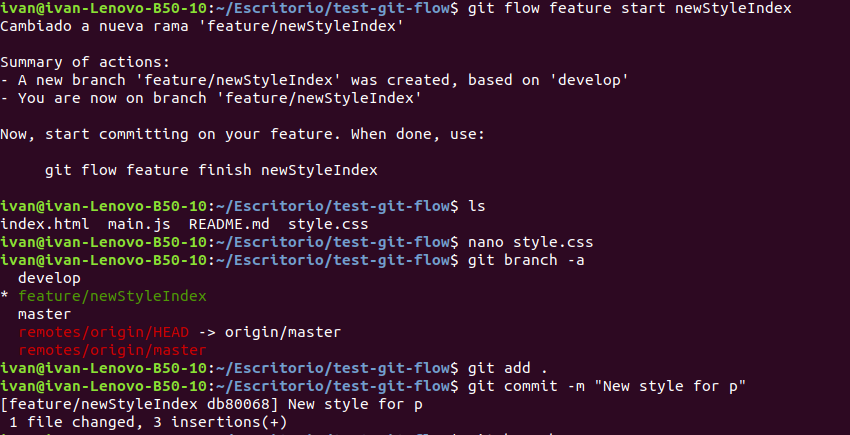 ivan@ivan-Lenovo-B50-10:~/Escritorio/test-git-flow$ git flow feature start newStyleIndex
Cambiado a nueva rama 'feature/newStyleIndex'
Summary of actions:
- A new branch 'feature/newStyleIndex' was created, based on 'develop'
- You are now on branch 'feature/newStyleIndex'
Now, start committing on your feature. When done, use:
git flow feature finish newStyleIndex
ivan@ivan-Lenovo-B50-10:~/Escritorio/test-git-flow$ ls
index.html main.js README.md style.css
ivan@ivan-Lenovo-B50-10:~/Escritorio/test-git-flow$ nano style.css
ivan@ivan-Lenovo-B50-10:~/Escritorio/test-git-flow$ git branch -a
develop
* feature/newStyleIndex
master
remotes/origin/HEAD -> origin/master
remotes/origin/master
ivan@ivan-Lenovo-B50-10:~/Escritorio/test-git-flow$ git add .
ivan@ivan-Lenovo-B50-10:~/Escritorio/test-git-flow$ git commit -m "New style for p"
[feature/newStyleIndex db80068] New style for p
1 file changed, 3 insertions(+)